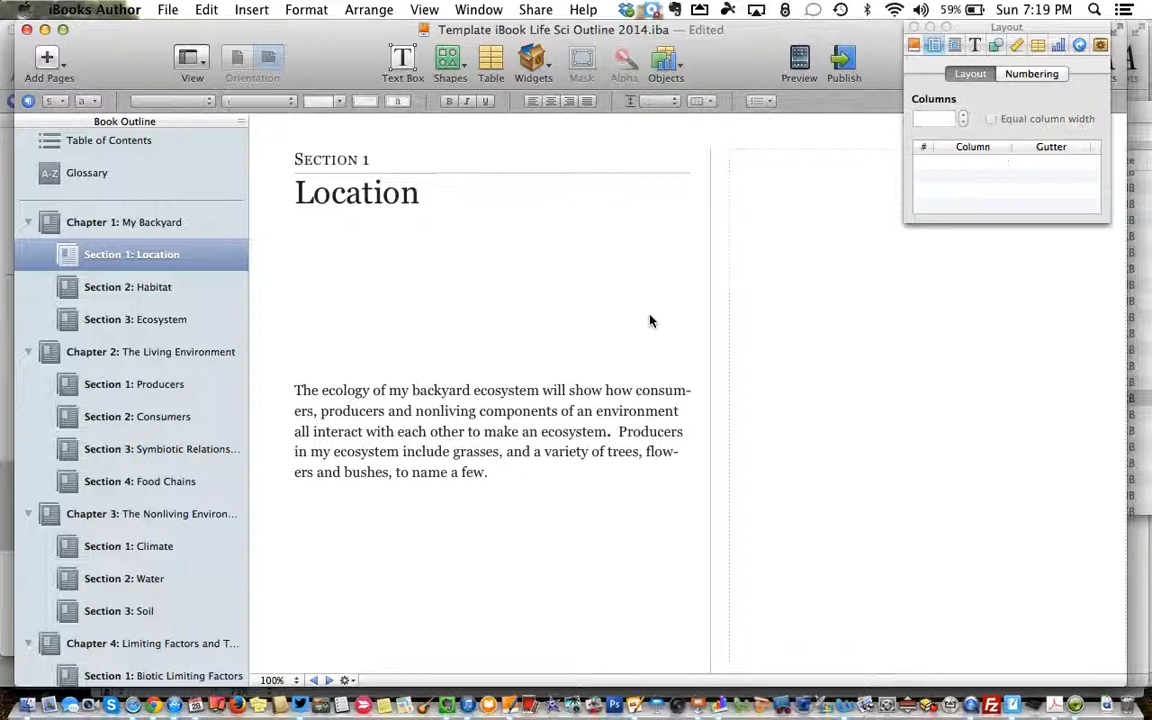 iBooks Author File Edit Insert Format Arrange View Window Share Help 59% Sun 7:19 PM
Template iBook Life Sci Outline 2014.iba — Edited
Layout
Add Pages View Orientation Text Box Shapes Table Widgets Mask Alpha Objects Preview Publish
Layout Numbering
Columns
Equal column width
# Column Gutter
a B I U
Book Outline
Table of Contents
A-Z Glossary
Chapter 1: My Backyard
Section 1: Location
Section 2: Habitat
Section 3: Ecosystem
Chapter 2: The Living Environment
Section 1: Producers
Section 2: Consumers
Section 3: Symbiotic Relations...
Section 4: Food Chains
Chapter 3: The Nonliving Environ...
Section 1: Climate
Section 2: Water
Section 3: Soil
Chapter 4: Limiting Factors and T...
Section 1: Biotic Limiting Factors
SECTION 1
Location
The ecology of my backyard ecosystem will show how consum-
ers, producers and nonliving components of an environment
all interact with each other to make an ecosystem. Producers
in my ecosystem include grasses, and a variety of trees, flow-
ers and bushes, to name a few.
100%